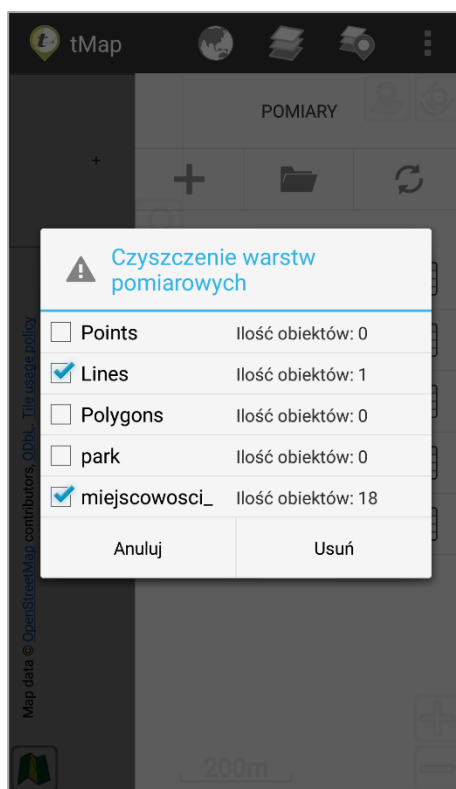 tMap
POMIARY
Czyszczenie warstw
pomiarowych
Points Ilość obiektów: 0
Lines Ilość obiektów: 1
Polygons Ilość obiektów: 0
park Ilość obiektów: 0
miejscowosci_ Ilość obiektów: 18
Anuluj Usuń
Map data © OpenStreetMap contributors, ODbL, Tile usage policy
200m